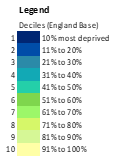 Legend
Deciles (England Base)
1 10% most deprived
2 11% to 20%
3 21% to 30%
4 31% to 40%
5 41% to 50%
6 51% to 60%
7 61% to 70%
8 71% to 80%
9 81% to 90%
10 91% to 100%